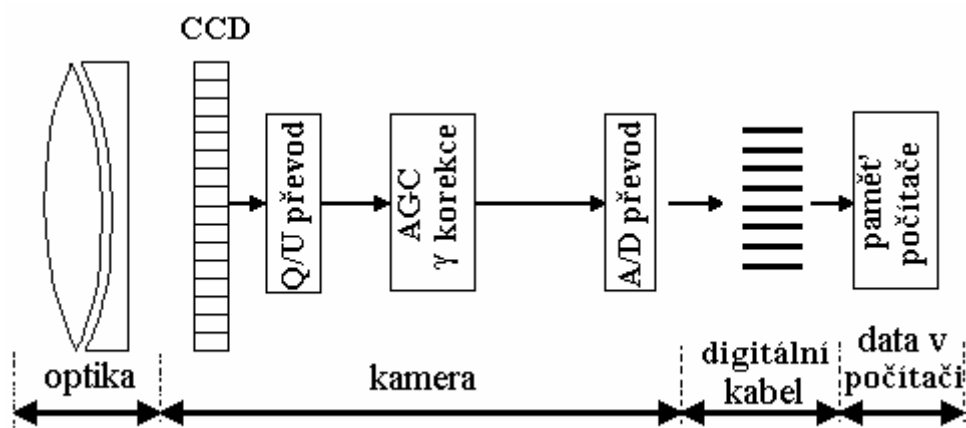 CCD
Q/U převod
AGC
γ korekce
A/D převod
paměť
počítače
optika
kamera
digitální
kabel
data v
počítači